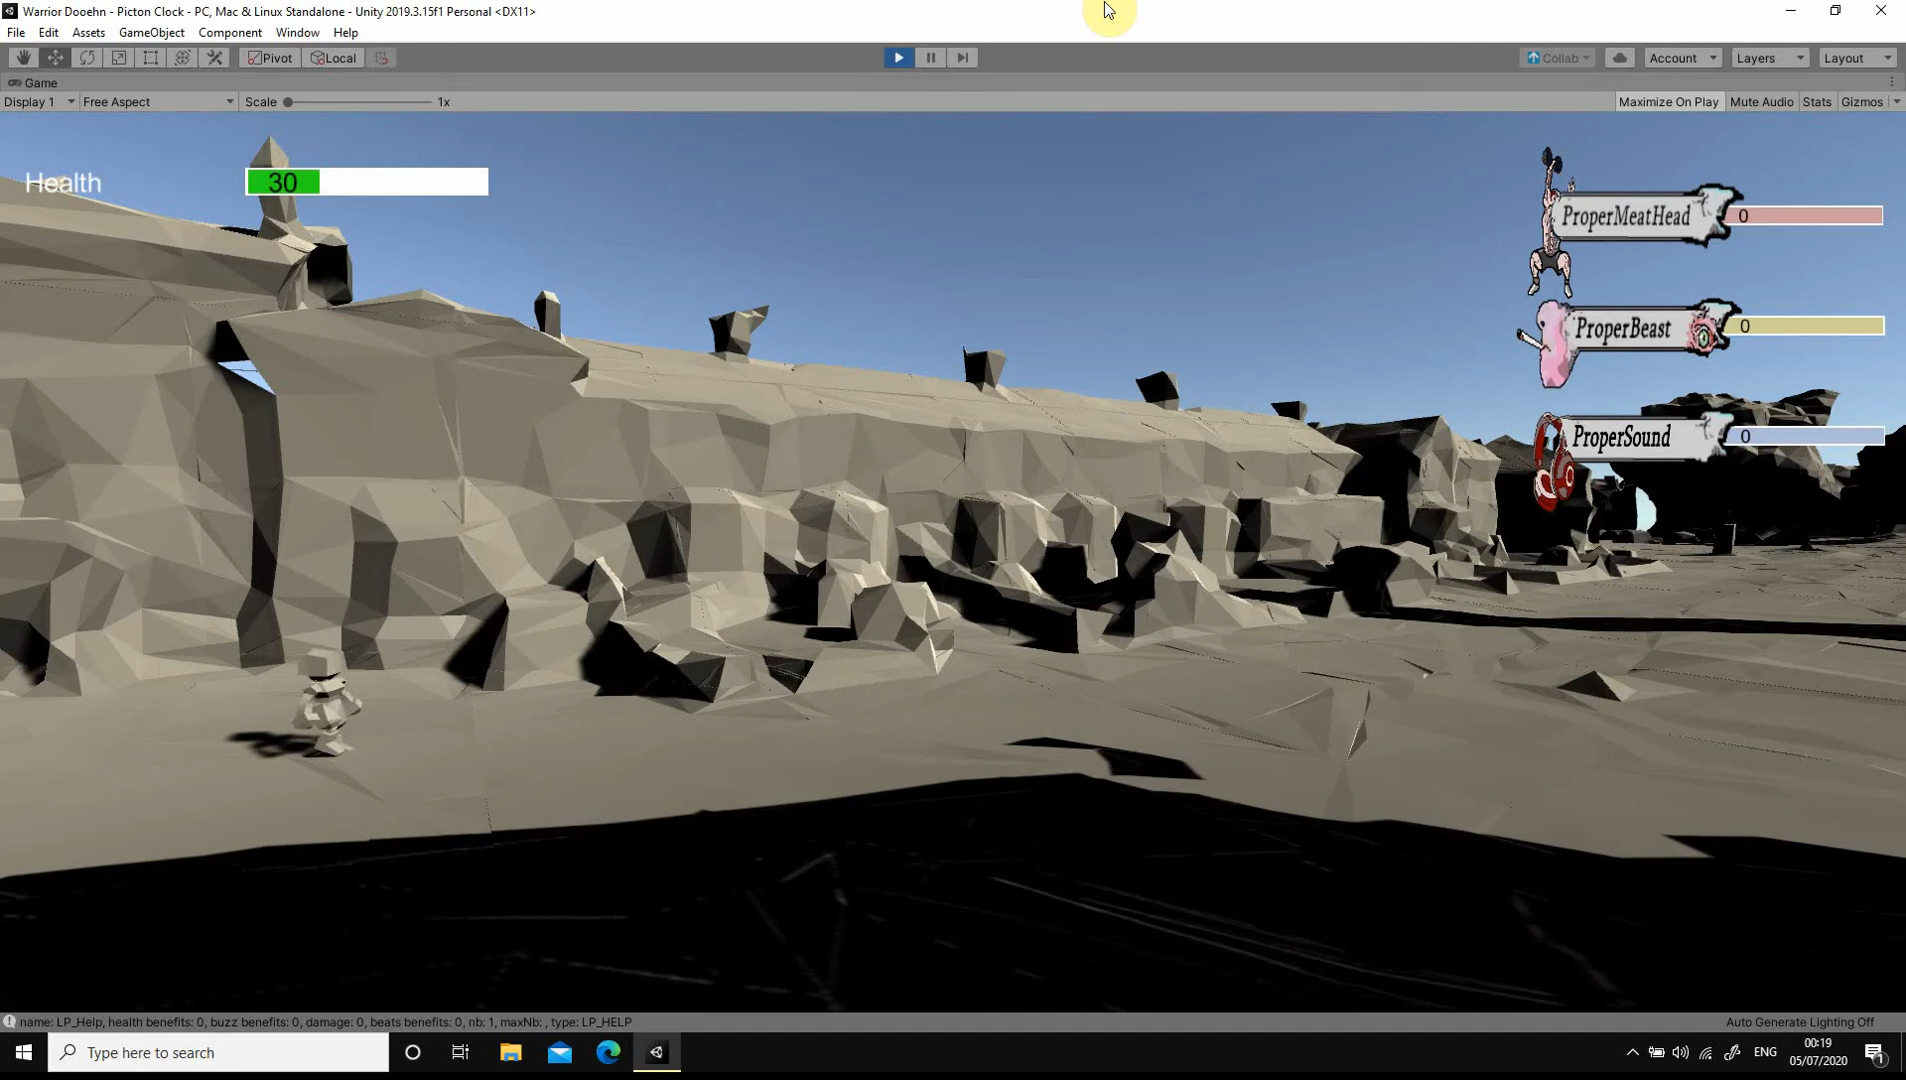 Warrior Dooehn - Picton Clock - PC, Mac & Linux Standalone - Unity 2019.3.15f1 Personal <DX11>
File Edit Assets GameObject Component Window Help
Pivot Local Collab Account Layers Layout
Game
Display 1 Free Aspect Scale 1x Maximize On Play Mute Audio Stats Gizmos
Health 30
ProperMeatHead 0
ProperBeast 0
ProperSound 0
name: LP_Help, health benefits: 0, buzz benefits: 0, damage: 0, beats benefits: 0, nb: 1, maxNb: , type: LP_HELP
Auto Generate Lighting Off
Type here to search
ENG
00:19
05/07/2020
1